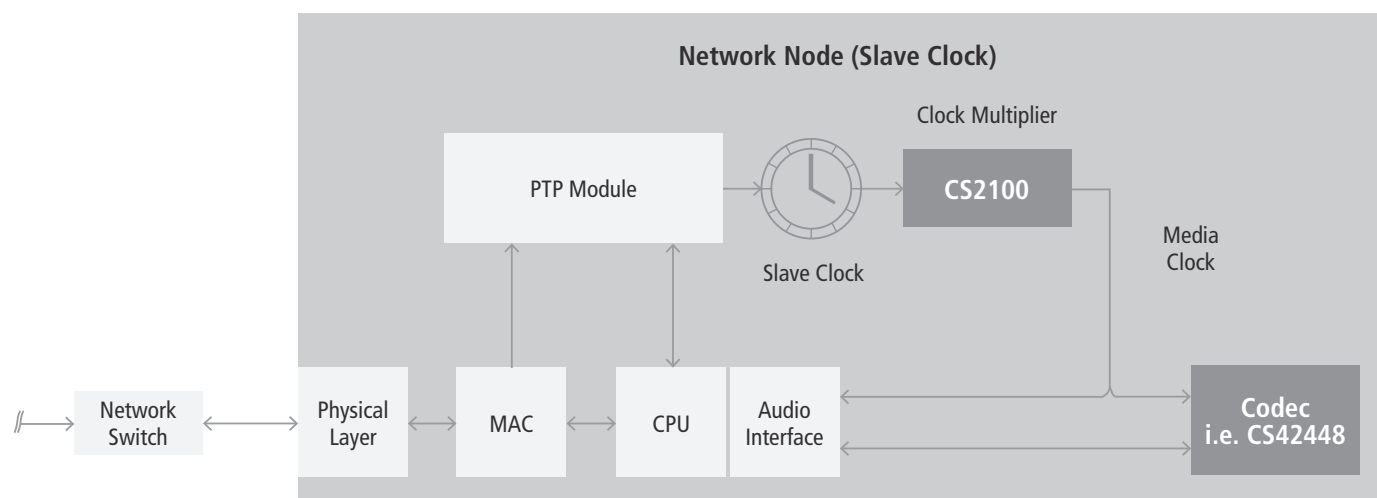 Network Node (Slave Clock)
Clock Multiplier
PTP Module
CS2100
Slave Clock
Media
Clock
Network
Switch
Physical
Layer
MAC
CPU
Audio
Interface
Codec
i.e. CS42448